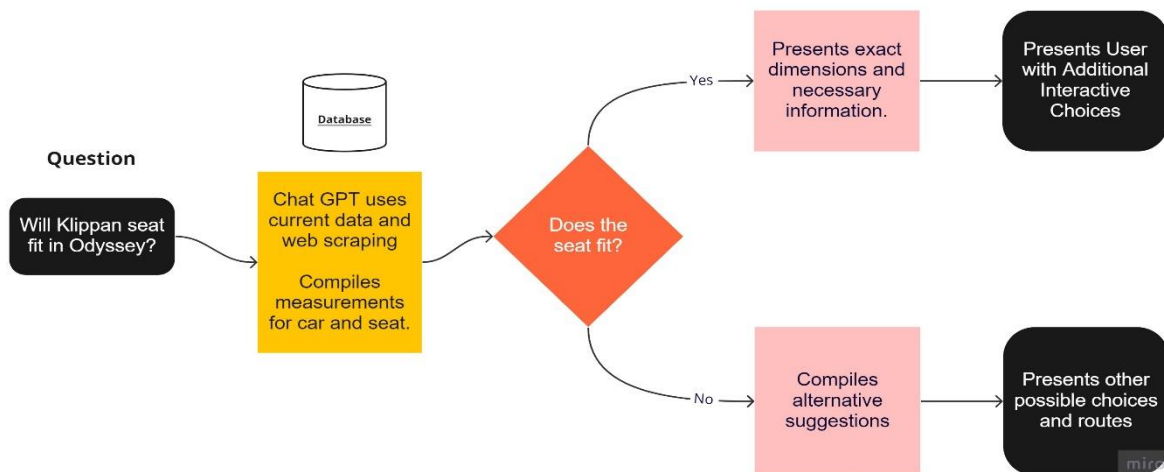 Question
Will Klippan seat
fit in Odyssey?
Database
Chat GPT uses
current data and
web scraping
Compiles
measurements
for car and seat.
Does the
seat fit?
Yes
Presents exact
dimensions and
necessary
information.
Presents User
with Additional
Interactive
Choices
No
Compiles
alternative
suggestions
Presents other
possible choices
and routes
miro